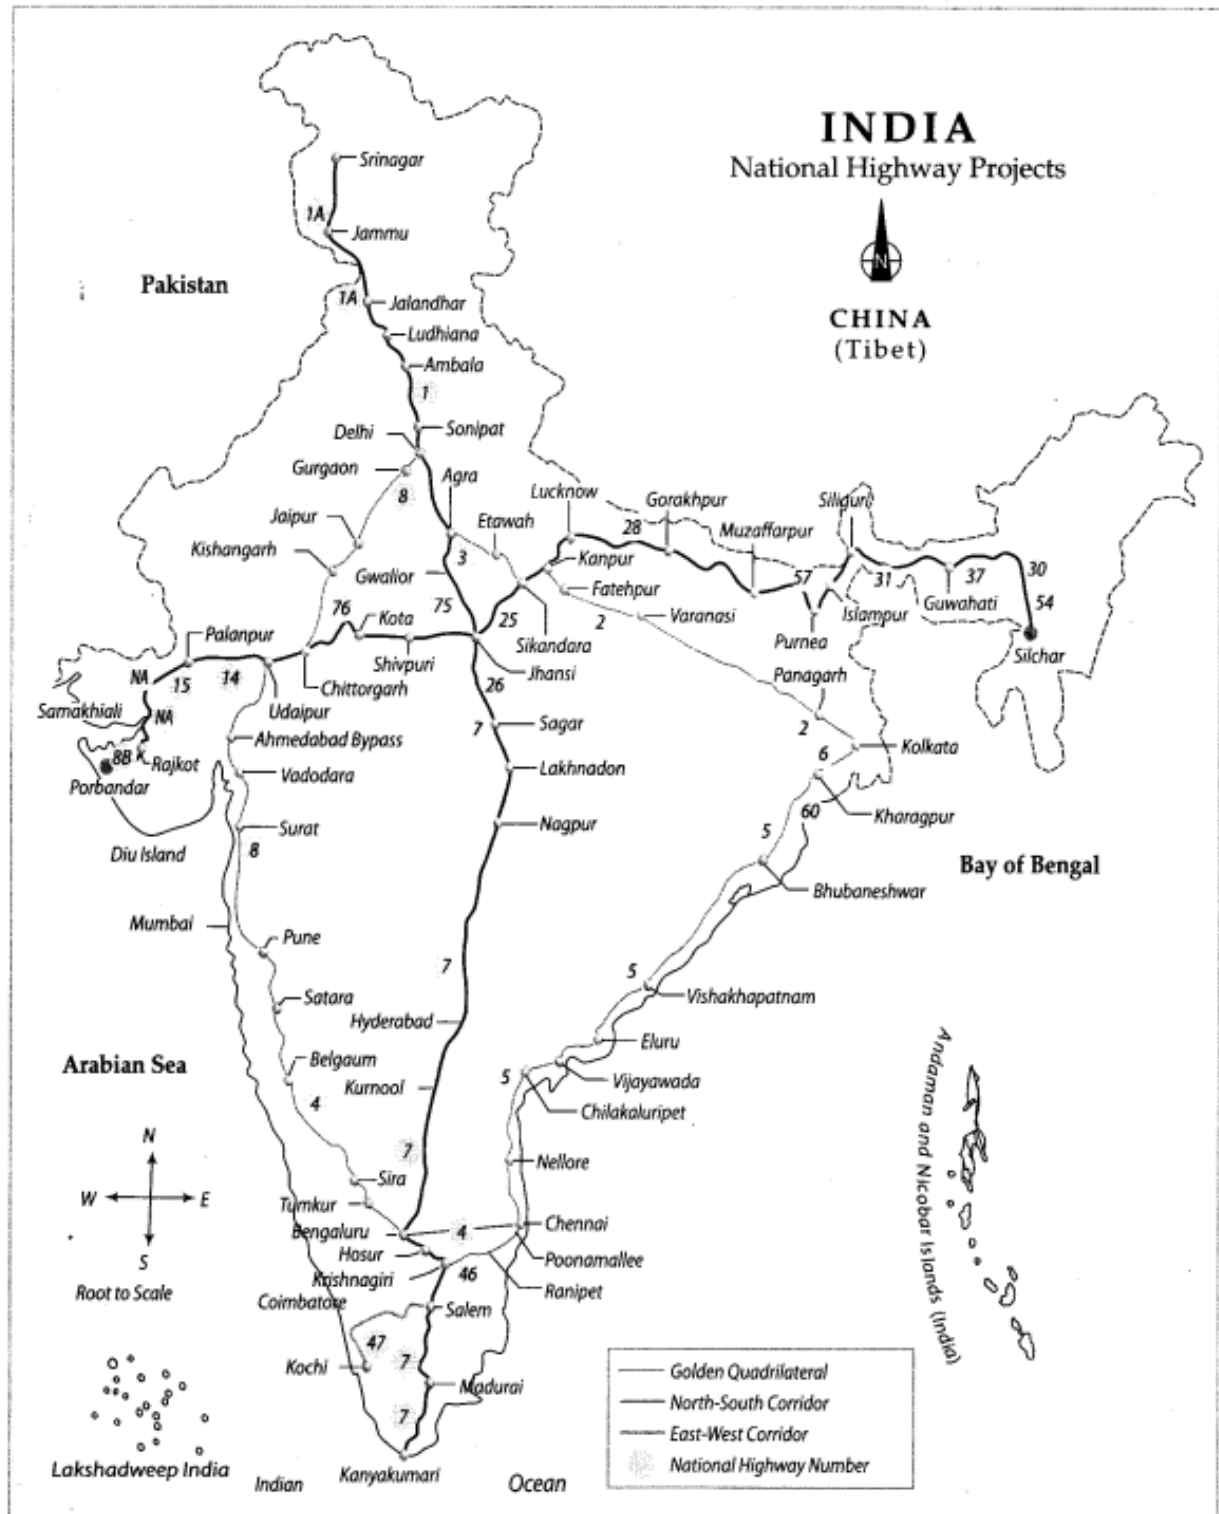 INDIA
National Highway Projects
N
CHINA
(Tibet)
Pakistan
Srinagar
1A
Jammu
1A
Jalandhar
Ludhiana
Ambala
1
Sonipat
Delhi
Gurgaon
8
Agra
Jaipur
Kishangarh
Etawah
Lucknow
28
Gorakhpur
Muzaffarpur
Siliguri
3
Gwalior
Kanpur
Fatehpur
57
31
37
30
54
Guwahati
Islampur
76
Kota
75
25
2
Varanasi
Purnea
Silchar
Palanpur
Shivpuri
Sikandara
Jhansi
NA
15
14
Chittorgarh
26
Panagarh
Samakhiali
NA
Udaipur
7
Sagar
2
Kolkata
Ahmedabad Bypass
8B
Rajkot
Vadodara
Lakhnadon
6
Porbandar
60
Kharagpur
Surat
Nagpur
5
Diu Island
8
Bay of Bengal
Bhubaneshwar
Mumbai
Pune
7
5
Vishakhapatnam
Satara
Hyderabad
Eluru
Arabian Sea
Belgaum
Vijayawada
5
Kurnool
4
Chilakaluripet
Andaman and Nicobar Islands (India)
N
W
E
S
7
Nellore
Sira
Tumkur
Bengaluru
4
Chennai
Hosur
Poonamallee
Krishnagiri
46
Ranipet
Root to Scale
Coimbatore
Salem
47
Kochi
7
Madurai
7
Golden Quadrilateral
North-South Corridor
East-West Corridor
National Highway Number
Lakshadweep India
Kanyakumari
Indian
Ocean